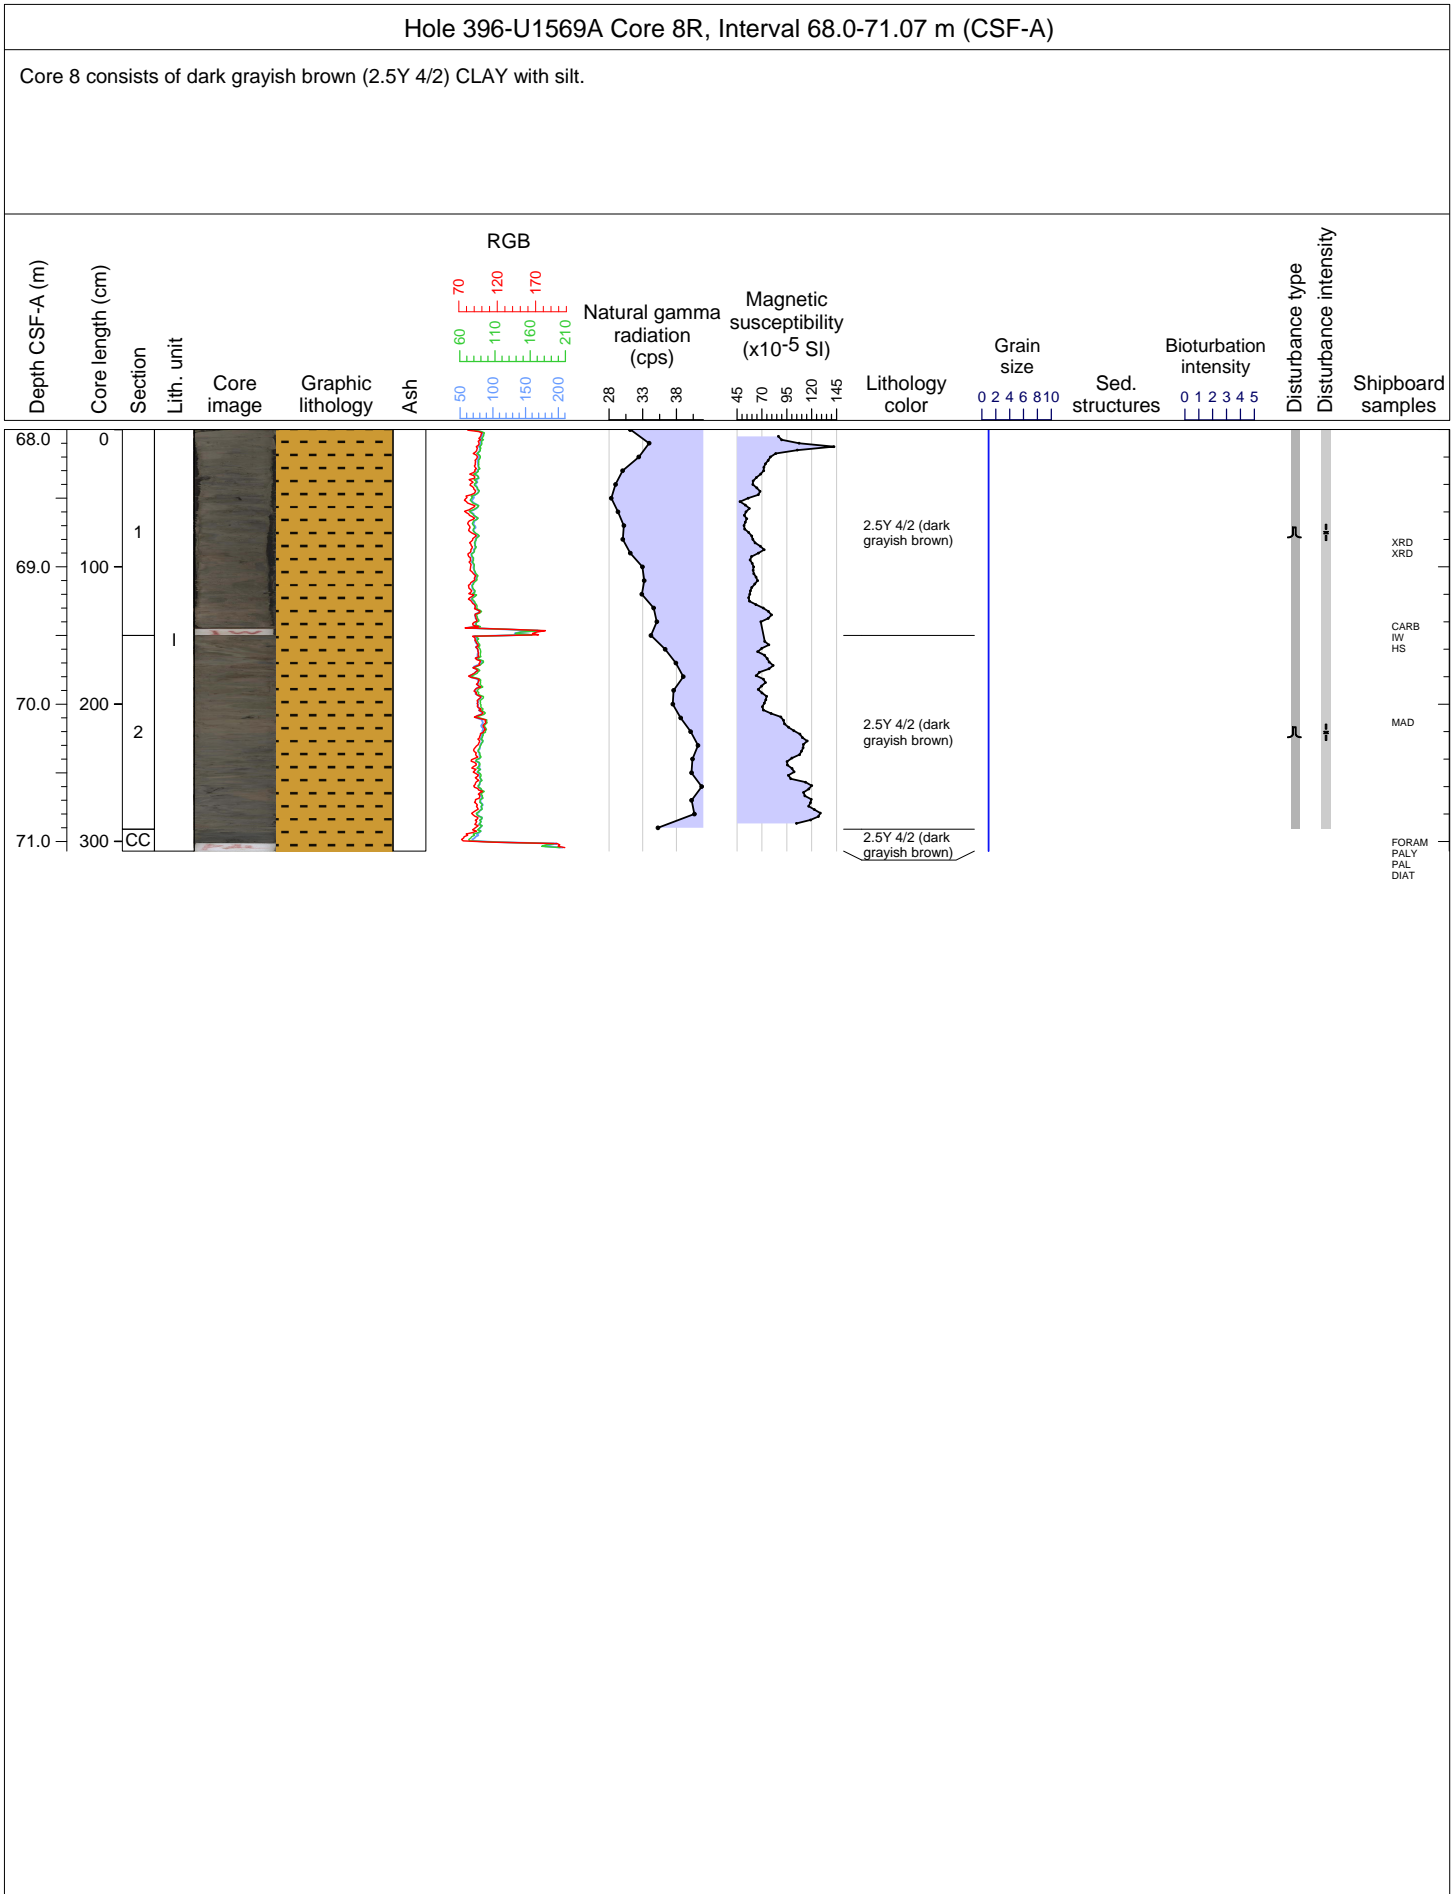 Hole 396-U1569A Core 8R, Interval 68.0-71.07 m (CSF-A)
Core 8 consists of dark grayish brown (2.5Y 4/2) CLAY with silt.
Depth CSF-A (m)
Core length (cm)
Section
Lith. unit
Core
image
Graphic
lithology
Ash
RGB
70 120 170
60 110 160 210
50 100 150 200
Natural gamma
radiation
(cps)
28 33 38
Magnetic
susceptibility
(x10-5 SI)
45 70 95 120 145
Lithology
color
Grain
size
0 2 4 6 8 10
Sed.
structures
Bioturbation
intensity
0 1 2 3 4 5
Disturbance type
Disturbance intensity
Shipboard
samples
68.0
69.0
70.0
71.0
0
100
200
300
1
2
CC
I
IW
PAL
2.5Y 4/2 (dark
grayish brown)
2.5Y 4/2 (dark
grayish brown)
2.5Y 4/2 (dark
grayish brown)
XRD
XRD
CARB
IW
HS
MAD
FORAM
PALY
PAL
DIAT